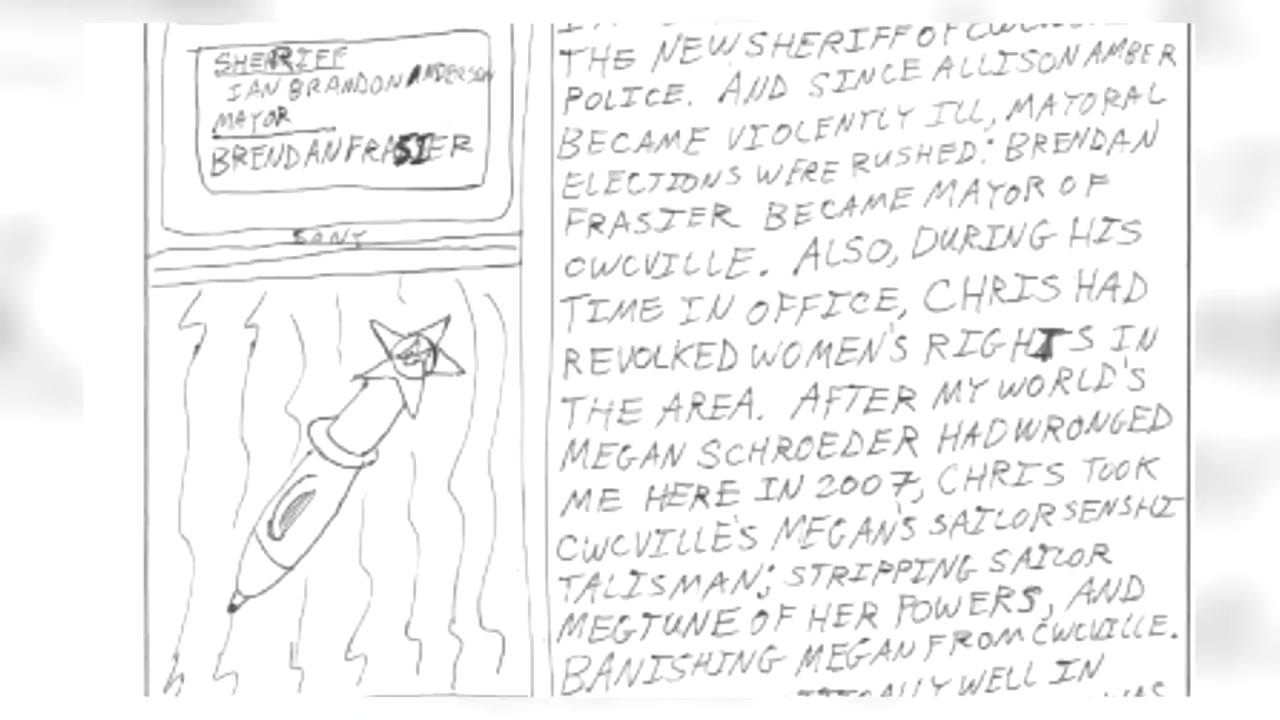 SHERRIFF
IAN BRANDON ANDERSON
MAYOR
BRENDAN FRASIER
SONY
THE NEW SHERIFF OF
POLICE. AND SINCE ALLISON AMBER
BECAME VIOLENTLY ILL, MAYORAL
ELECTIONS WERE RUSHED: BRENDAN
FRASIER BECAME MAYOR OF
CWCVILLE. ALSO, DURING HIS
TIME IN OFFICE, CHRIS HAD
REVOLKED WOMEN'S RIGHTS IN
THE AREA. AFTER MY WORLD'S
MEGAN SCHROEDER HAD WRONGED
ME HERE IN 2007, CHRIS TOOK
CWCVILLE'S MEGAN'S SAILOR SENSHI
TALISMAN; STRIPPING SAILOR
MEGTUNE OF HER POWERS, AND
BANISHING MEGAN FROM CWCVILLE.
WELL IN